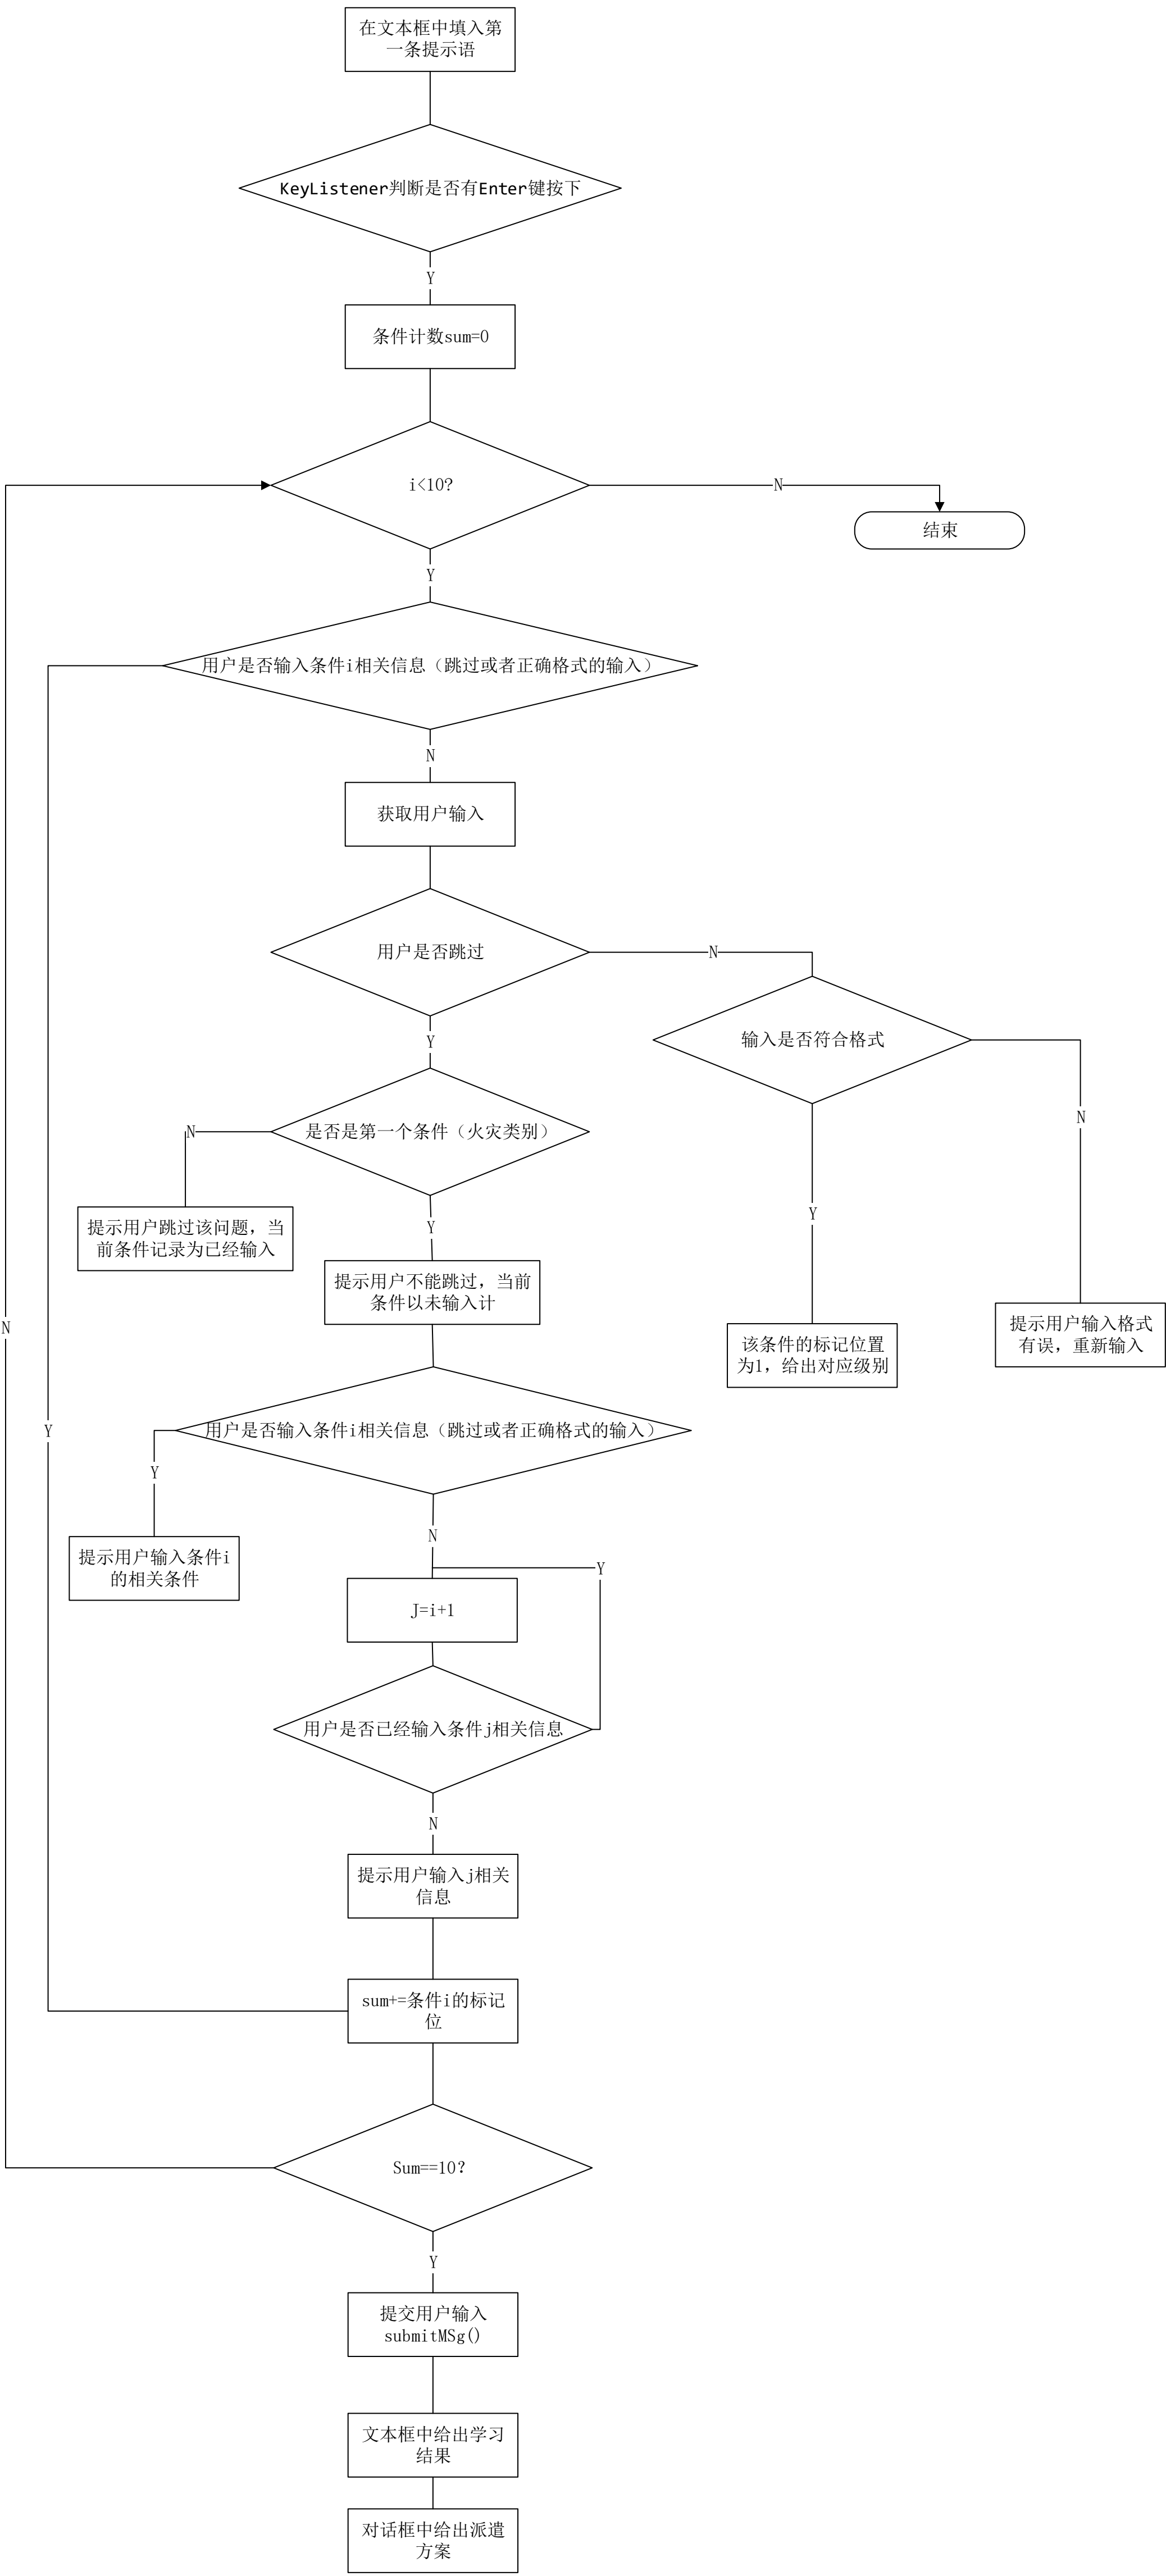 在文本框中填入第
一条提示语
KeyListener判断是否有Enter键按下
Y
条件计数sum=0
i<10?
N
结束
Y
用户是否输入条件i相关信息（跳过或者正确格式的输入）
N
获取用户输入
用户是否跳过
N
输入是否符合格式
Y
N
是否是第一个条件（火灾类别）
N
Y
Y
提示用户跳过该问题，当
前条件记录为已经输入
提示用户不能跳过，当前
条件以未输入计
N
提示用户输入格式
有误，重新输入
该条件的标记位置
为1，给出对应级别
Y
用户是否输入条件i相关信息（跳过或者正确格式的输入）
Y
N
提示用户输入条件i
的相关条件
Y
J=i+1
用户是否已经输入条件j相关信息
N
提示用户输入j相关
信息
sum+=条件i的标记
位
Sum==10?
Y
提交用户输入
submitMSg()
文本框中给出学习
结果
对话框中给出派遣
方案